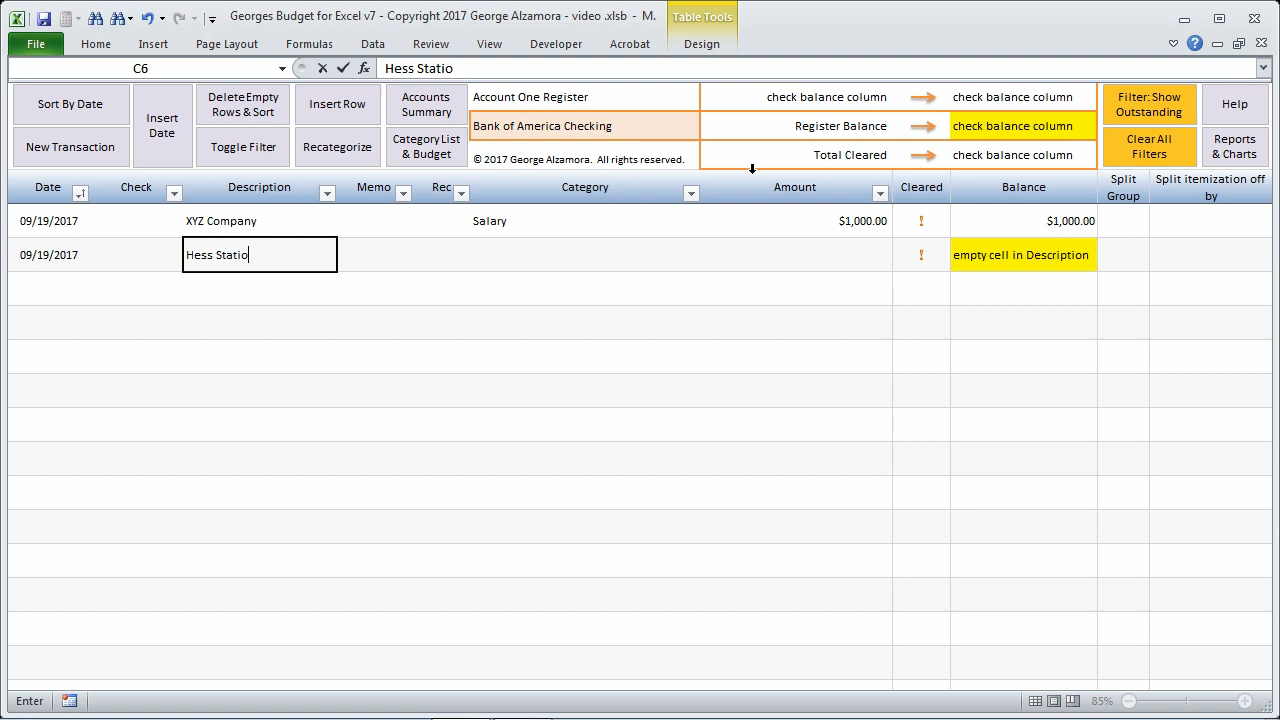 Georges Budget for Excel v7 - Copyright 2017 George Alzamora - video .xlsb - M.
Table Tools
File Home Insert Page Layout Formulas Data Review View Developer Acrobat Design
C6 fx Hess Statio
Sort By Date
New Transaction
Insert
Date
Delete Empty
Rows & Sort
Toggle Filter
Insert Row
Recategorize
Accounts
Summary
Category List
& Budget
Account One Register
Bank of America Checking
© 2017 George Alzamora. All rights reserved.
check balance column → check balance column
Register Balance → check balance column
Total Cleared → check balance column
Filter: Show
Outstanding
Clear All
Filters
Help
Reports
& Charts
Date Check Description Memo Rec Category Amount Cleared Balance
Split
Group
Split itemization off
by
09/19/2017 XYZ Company Salary $1,000.00 ! $1,000.00
09/19/2017 Hess Statio ! empty cell in Description
Enter 85%